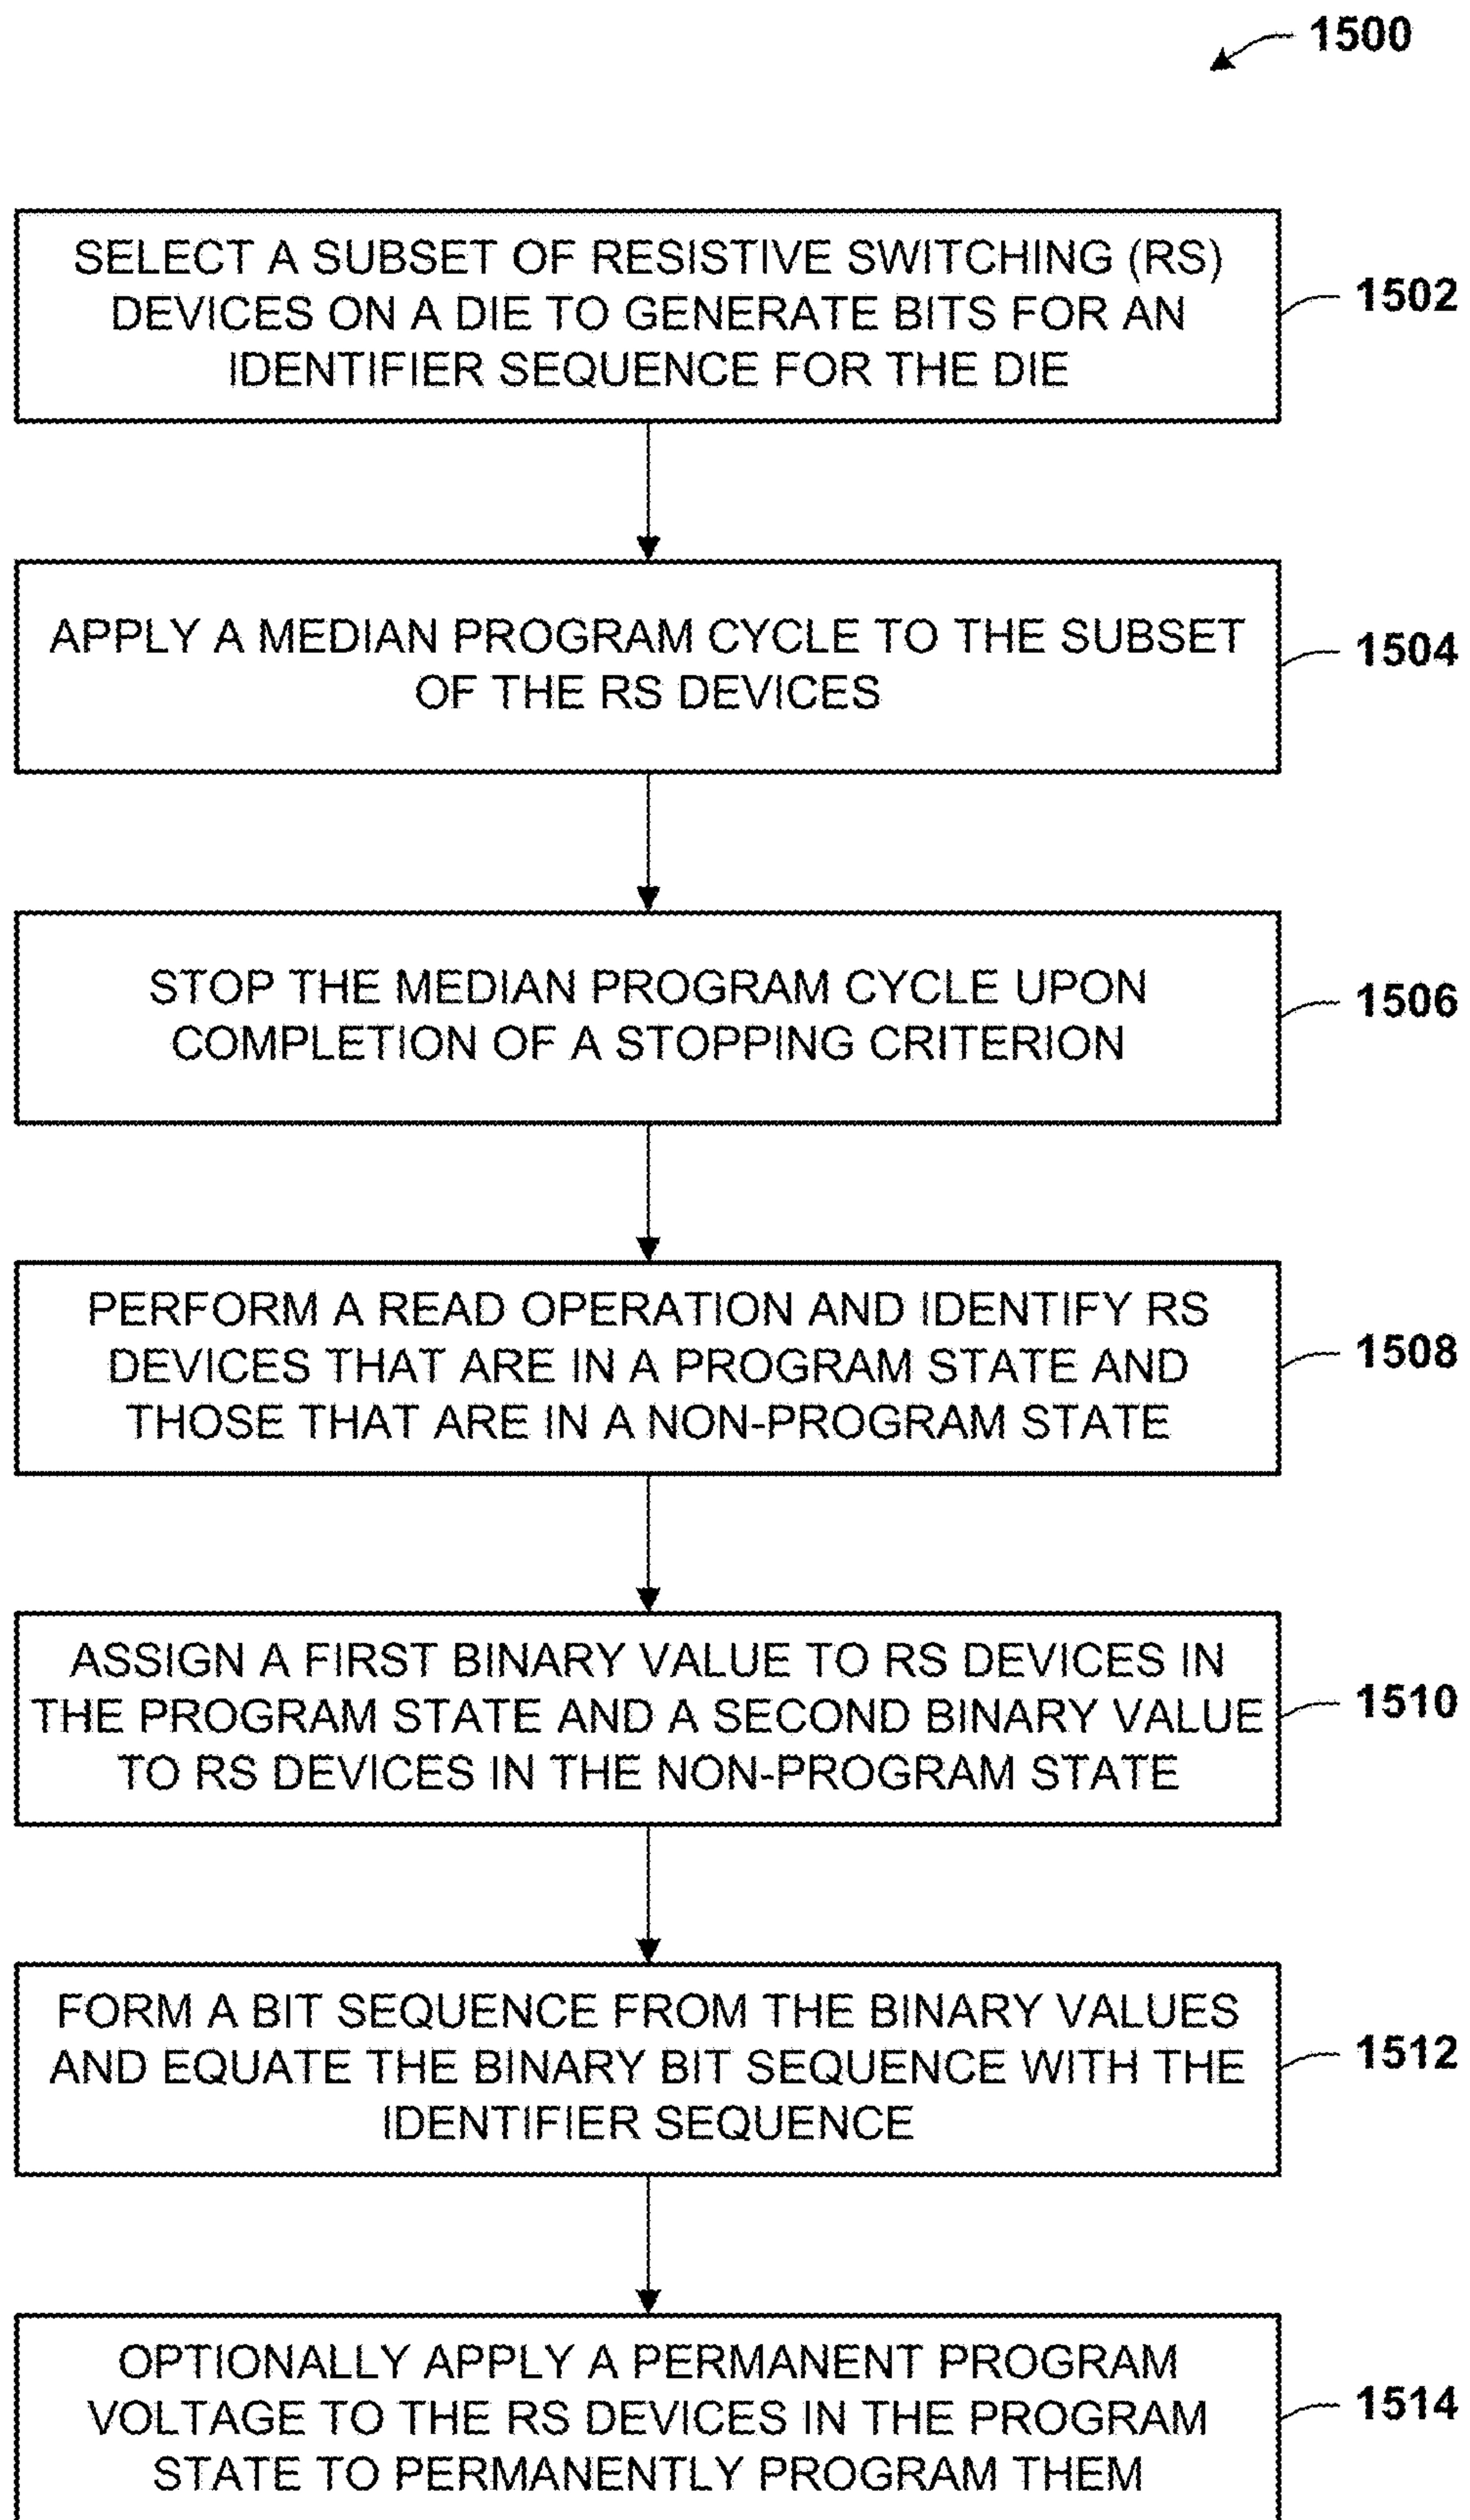 1500
SELECT A SUBSET OF RESISTIVE SWITCHING (RS)
DEVICES ON A DIE TO GENERATE BITS FOR AN
IDENTIFIER SEQUENCE FOR THE DIE
1502
APPLY A MEDIAN PROGRAM CYCLE TO THE SUBSET
OF THE RS DEVICES
1504
STOP THE MEDIAN PROGRAM CYCLE UPON
COMPLETION OF A STOPPING CRITERION
1506
PERFORM A READ OPERATION AND IDENTIFY RS
DEVICES THAT ARE IN A PROGRAM STATE AND
THOSE THAT ARE IN A NON-PROGRAM STATE
1508
ASSIGN A FIRST BINARY VALUE TO RS DEVICES IN
THE PROGRAM STATE AND A SECOND BINARY VALUE
TO RS DEVICES IN THE NON-PROGRAM STATE
1510
FORM A BIT SEQUENCE FROM THE BINARY VALUES
AND EQUATE THE BINARY BIT SEQUENCE WITH THE
IDENTIFIER SEQUENCE
1512
OPTIONALLY APPLY A PERMANENT PROGRAM
VOLTAGE TO THE RS DEVICES IN THE PROGRAM
STATE TO PERMANENTLY PROGRAM THEM
1514